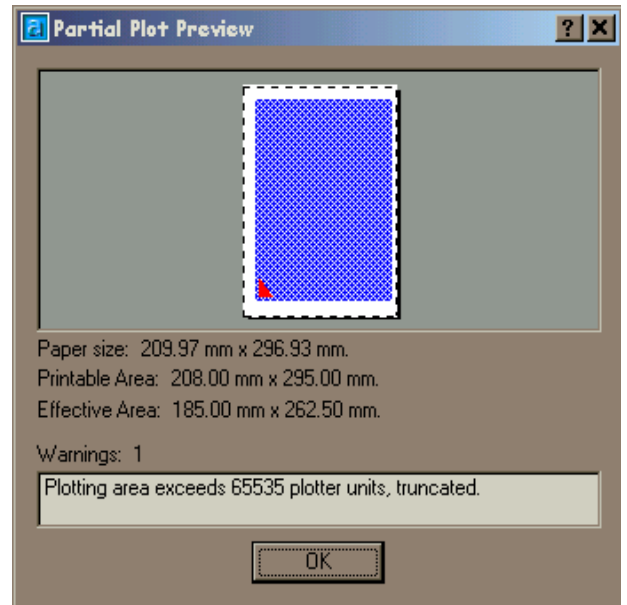 Partial Plot Preview
Paper size: 209.97 mm x 296.93 mm.
Printable Area: 208.00 mm x 295.00 mm.
Effective Area: 185.00 mm x 262.50 mm.
Warnings: 1
Plotting area exceeds 65535 plotter units, truncated.
OK